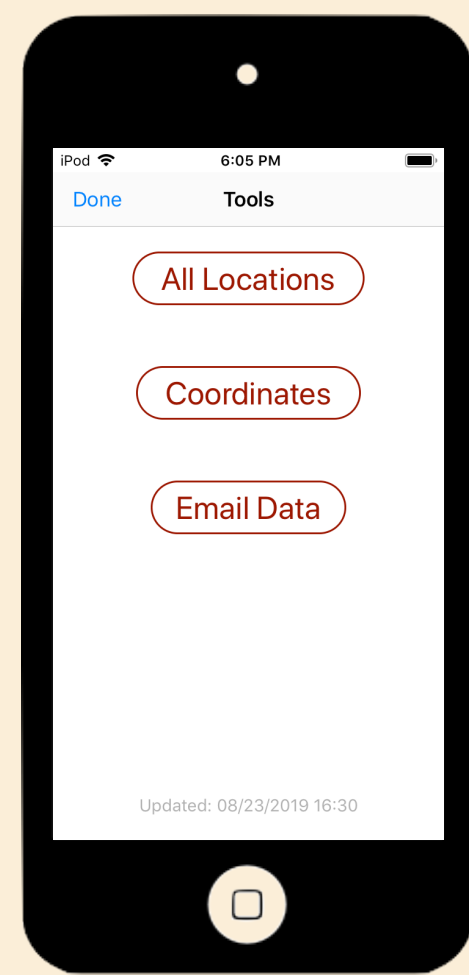 iPod 6:05 PM
Done Tools
All Locations
Coordinates
Email Data
Updated: 08/23/2019 16:30